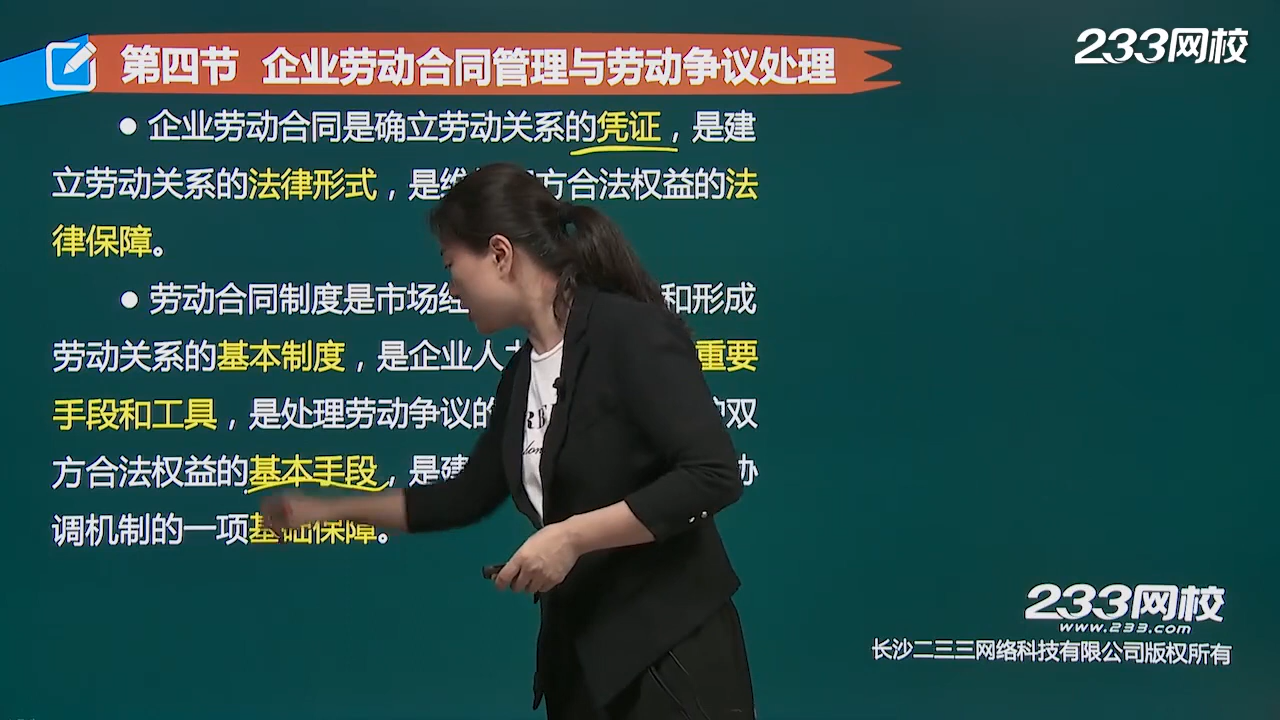 233网校
第四节 企业劳动合同管理与劳动争议处理
● 企业劳动合同是确立劳动关系的凭证，是建
立劳动关系的法律形式，是维 方合法权益的法
律保障。
● 劳动合同制度是市场经 和形成
劳动关系的基本制度，是企业人力 重要
手段和工具，是处理劳动争议的 双
方合法权益的基本手段，是建 协
调机制的一项基础保障。
233网校
www.233.com
长沙二三三网络科技有限公司版权所有